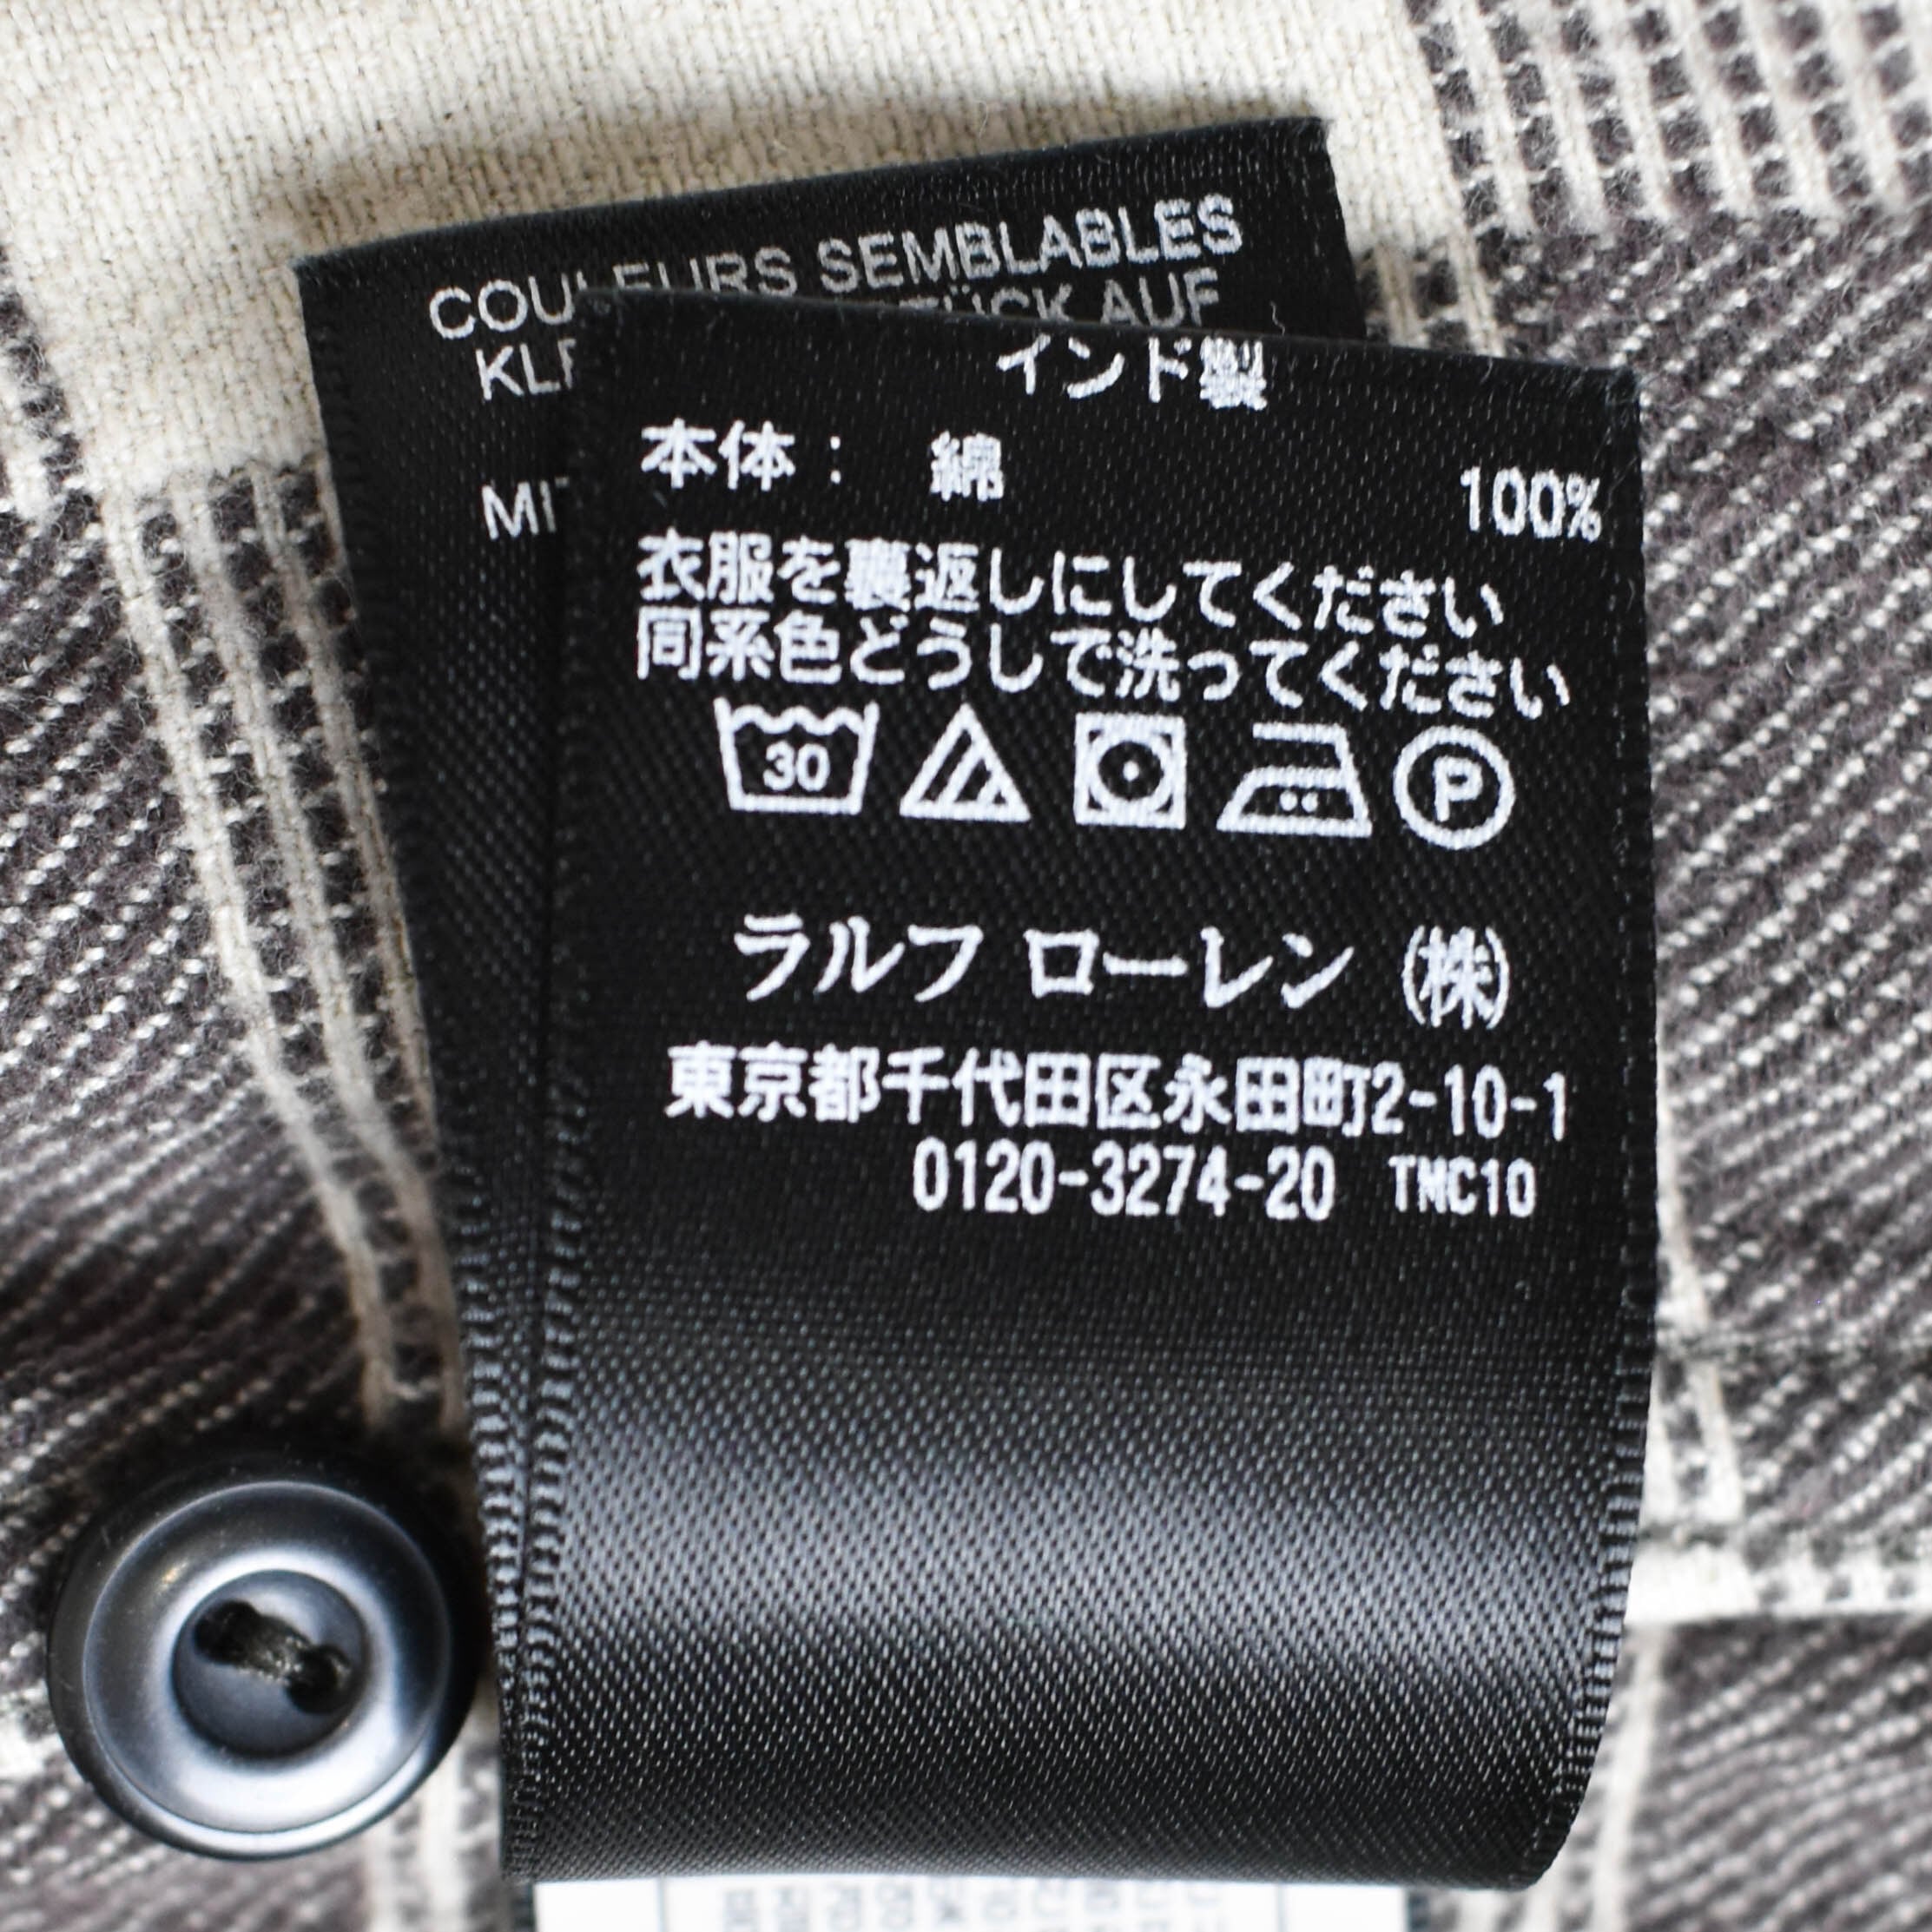 COULEURS SEMBLABLES
AUF
インド製
本体： 綿 100%
衣服を裏返しにしてください
同系色どうしで洗ってください
30
P
ラルフ ローレン (株)
東京都千代田区永田町2-10-1
0120-3274-20 TMC10